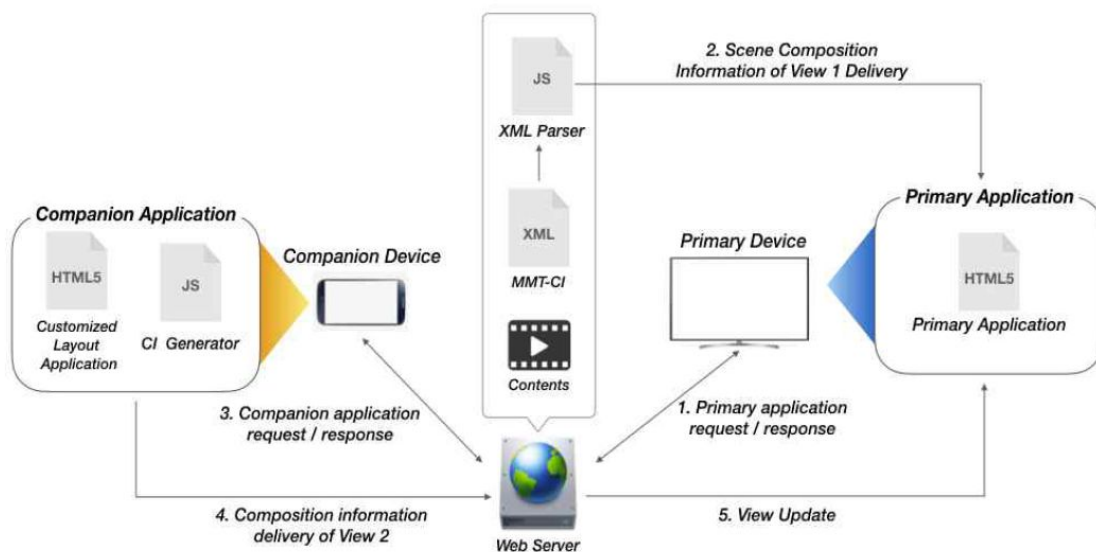 JS
XML Parser
XML
MMT-CI
Contents
2. Scene Composition
Information of View 1 Delivery
Companion Application
HTML5
Customized
Layout
Application
JS
CI Generator
Companion Device
Primary Device
Primary Application
HTML5
Primary Application
3. Companion application
request / response
1. Primary application
request / response
4. Composition information
delivery of View 2
Web Server
5. View Update